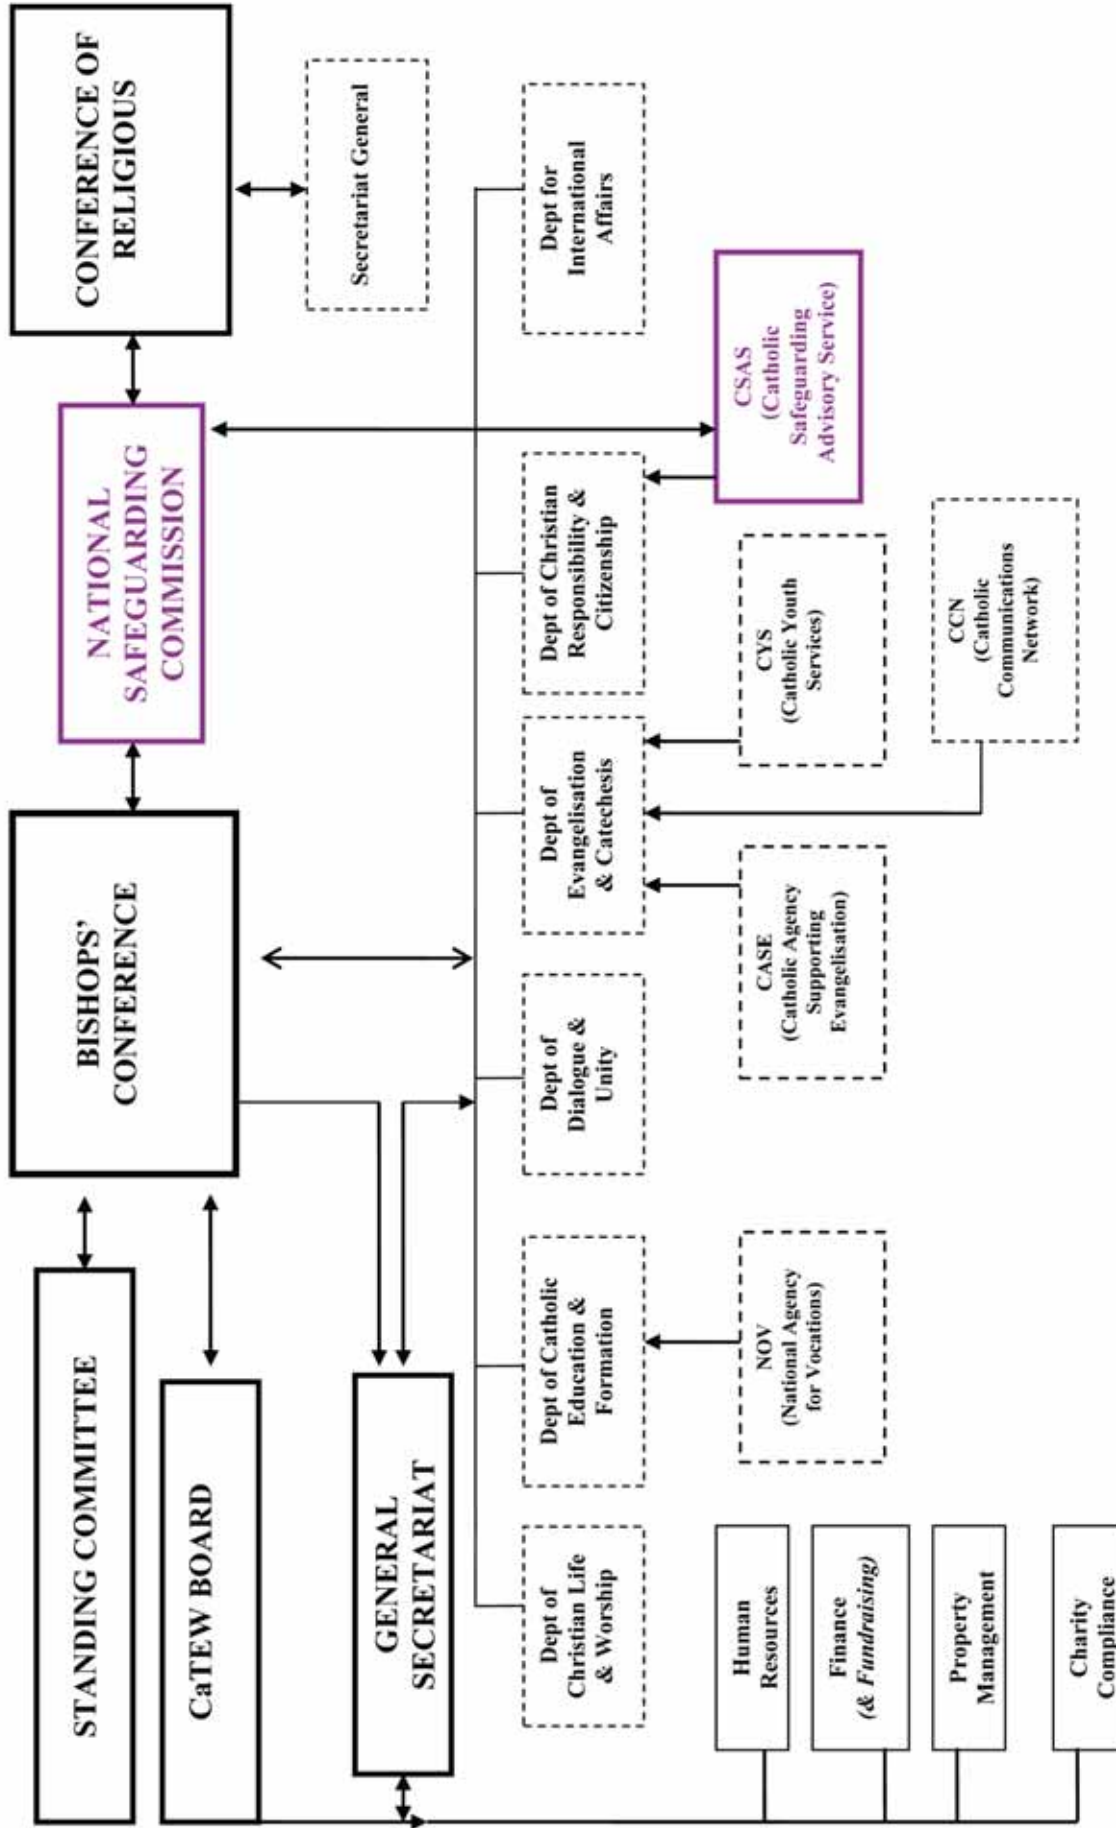 STANDING COMMITTEE
CaTEW BOARD
GENERAL
SECRETARIAT
BISHOPS'
CONFERENCE
NATIONAL
SAFEGUARDING
COMMISSION
CONFERENCE OF
RELIGIOUS
Secretariat General
Dept of
Christian Life
& Worship
Dept of Catholic
Education &
Formation
Dept of
Dialogue &
Unity
Dept of
Evangelisation
& Catechesis
Dept of Christian
Responsibility &
Citizenship
Dept for
International
Affairs
Human
Resources
Finance
(& Fundraising)
Property
Management
Charity
Compliance
NOV
(National Agency
for Vocations)
CASE
(Catholic Agency
Supporting
Evangelisation)
CYS
(Catholic Youth
Services)
CSAS
(Catholic
Safeguarding
Advisory Service)
CCN
(Catholic
Communications
Network)